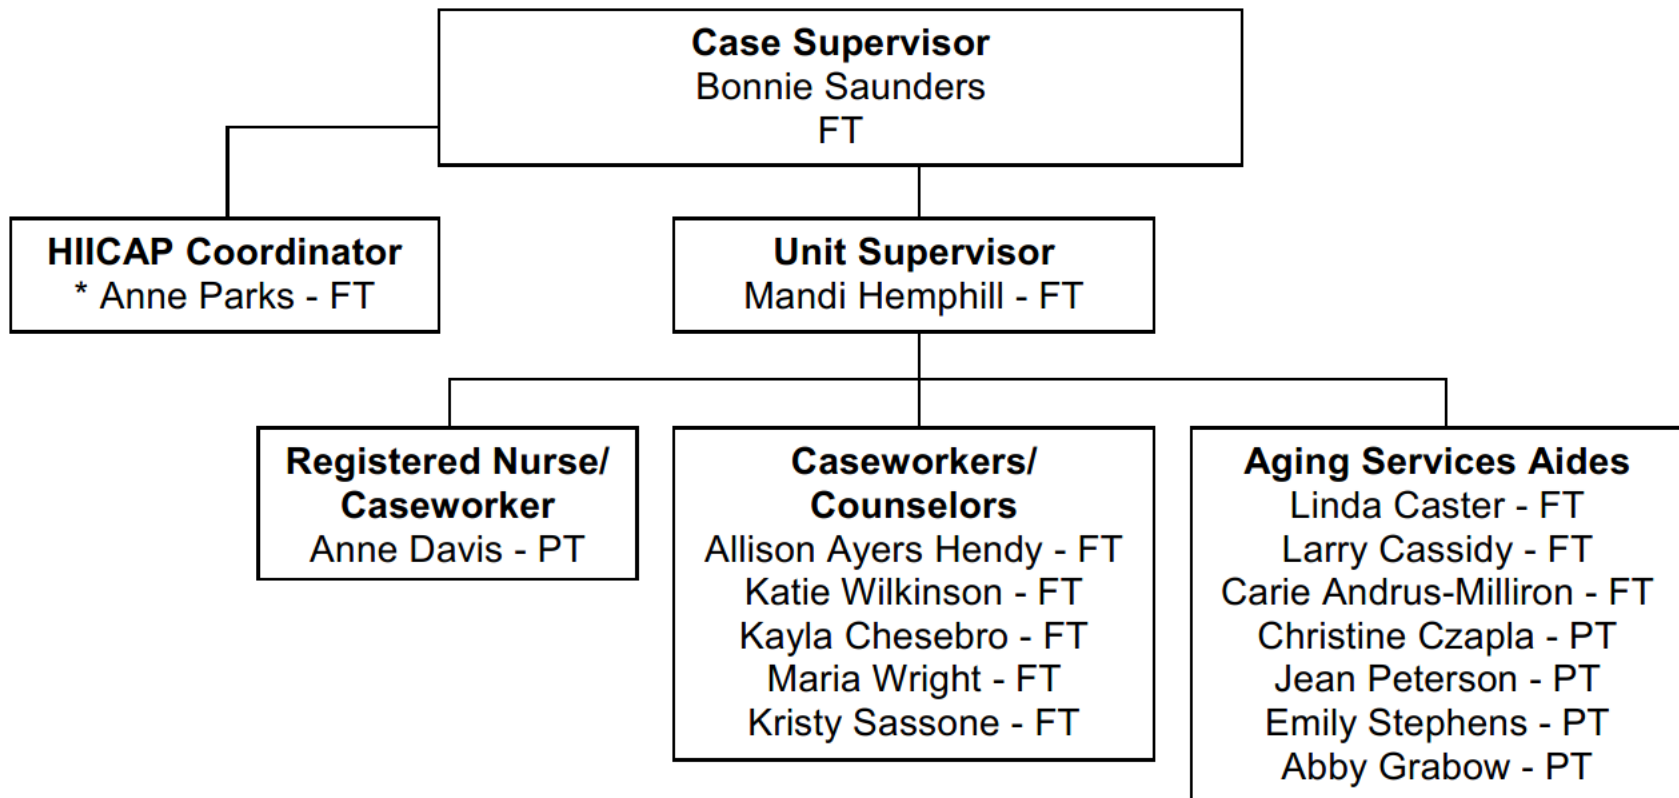 Case Supervisor
Bonnie Saunders
FT
HIICAP Coordinator
* Anne Parks - FT
Unit Supervisor
Mandi Hemphill - FT
Registered Nurse/
Caseworker
Anne Davis - PT
Caseworkers/
Counselors
Allison Ayers Hendy - FT
Katie Wilkinson - FT
Kayla Chesebro - FT
Maria Wright - FT
Kristy Sassone - FT
Aging Services Aides
Linda Caster - FT
Larry Cassidy - FT
Carie Andrus-Milliron - FT
Christine Czapla - PT
Jean Peterson - PT
Emily Stephens - PT
Abby Grabow - PT